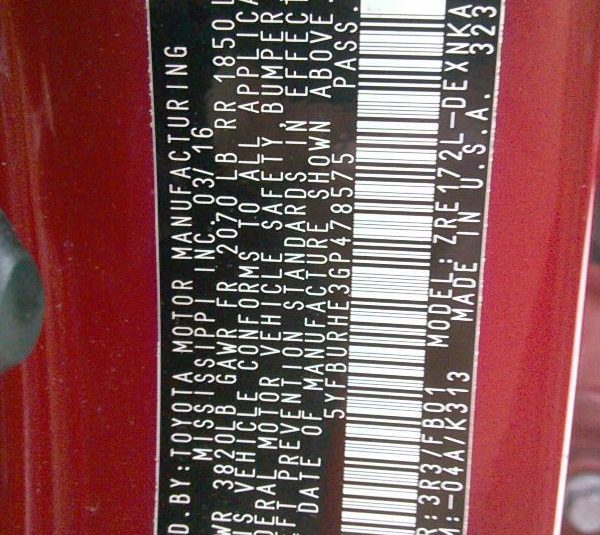 D.BY:TOYOTA MOTOR MANUFACTURING
MISSISSIPPI INC. 03/16
WR 3820LB GAWR FR 2070 LB RR 1850 L
IS VEHICLE CONFORMS TO ALL APPLICA
DERAL MOTOR VEHICLE SAFETY, BUMPER
EFT PREVENTION STANDARDS IN EFFECT
DATE OF MANUFACTURE SHOWN ABOVE.
5YFBURHE3GP478575 PASS.
R: 3R3/FB01 MODEL: ZRE172L-DEXNKA
M:-04A/K313 MADE IN U.S.A. 323